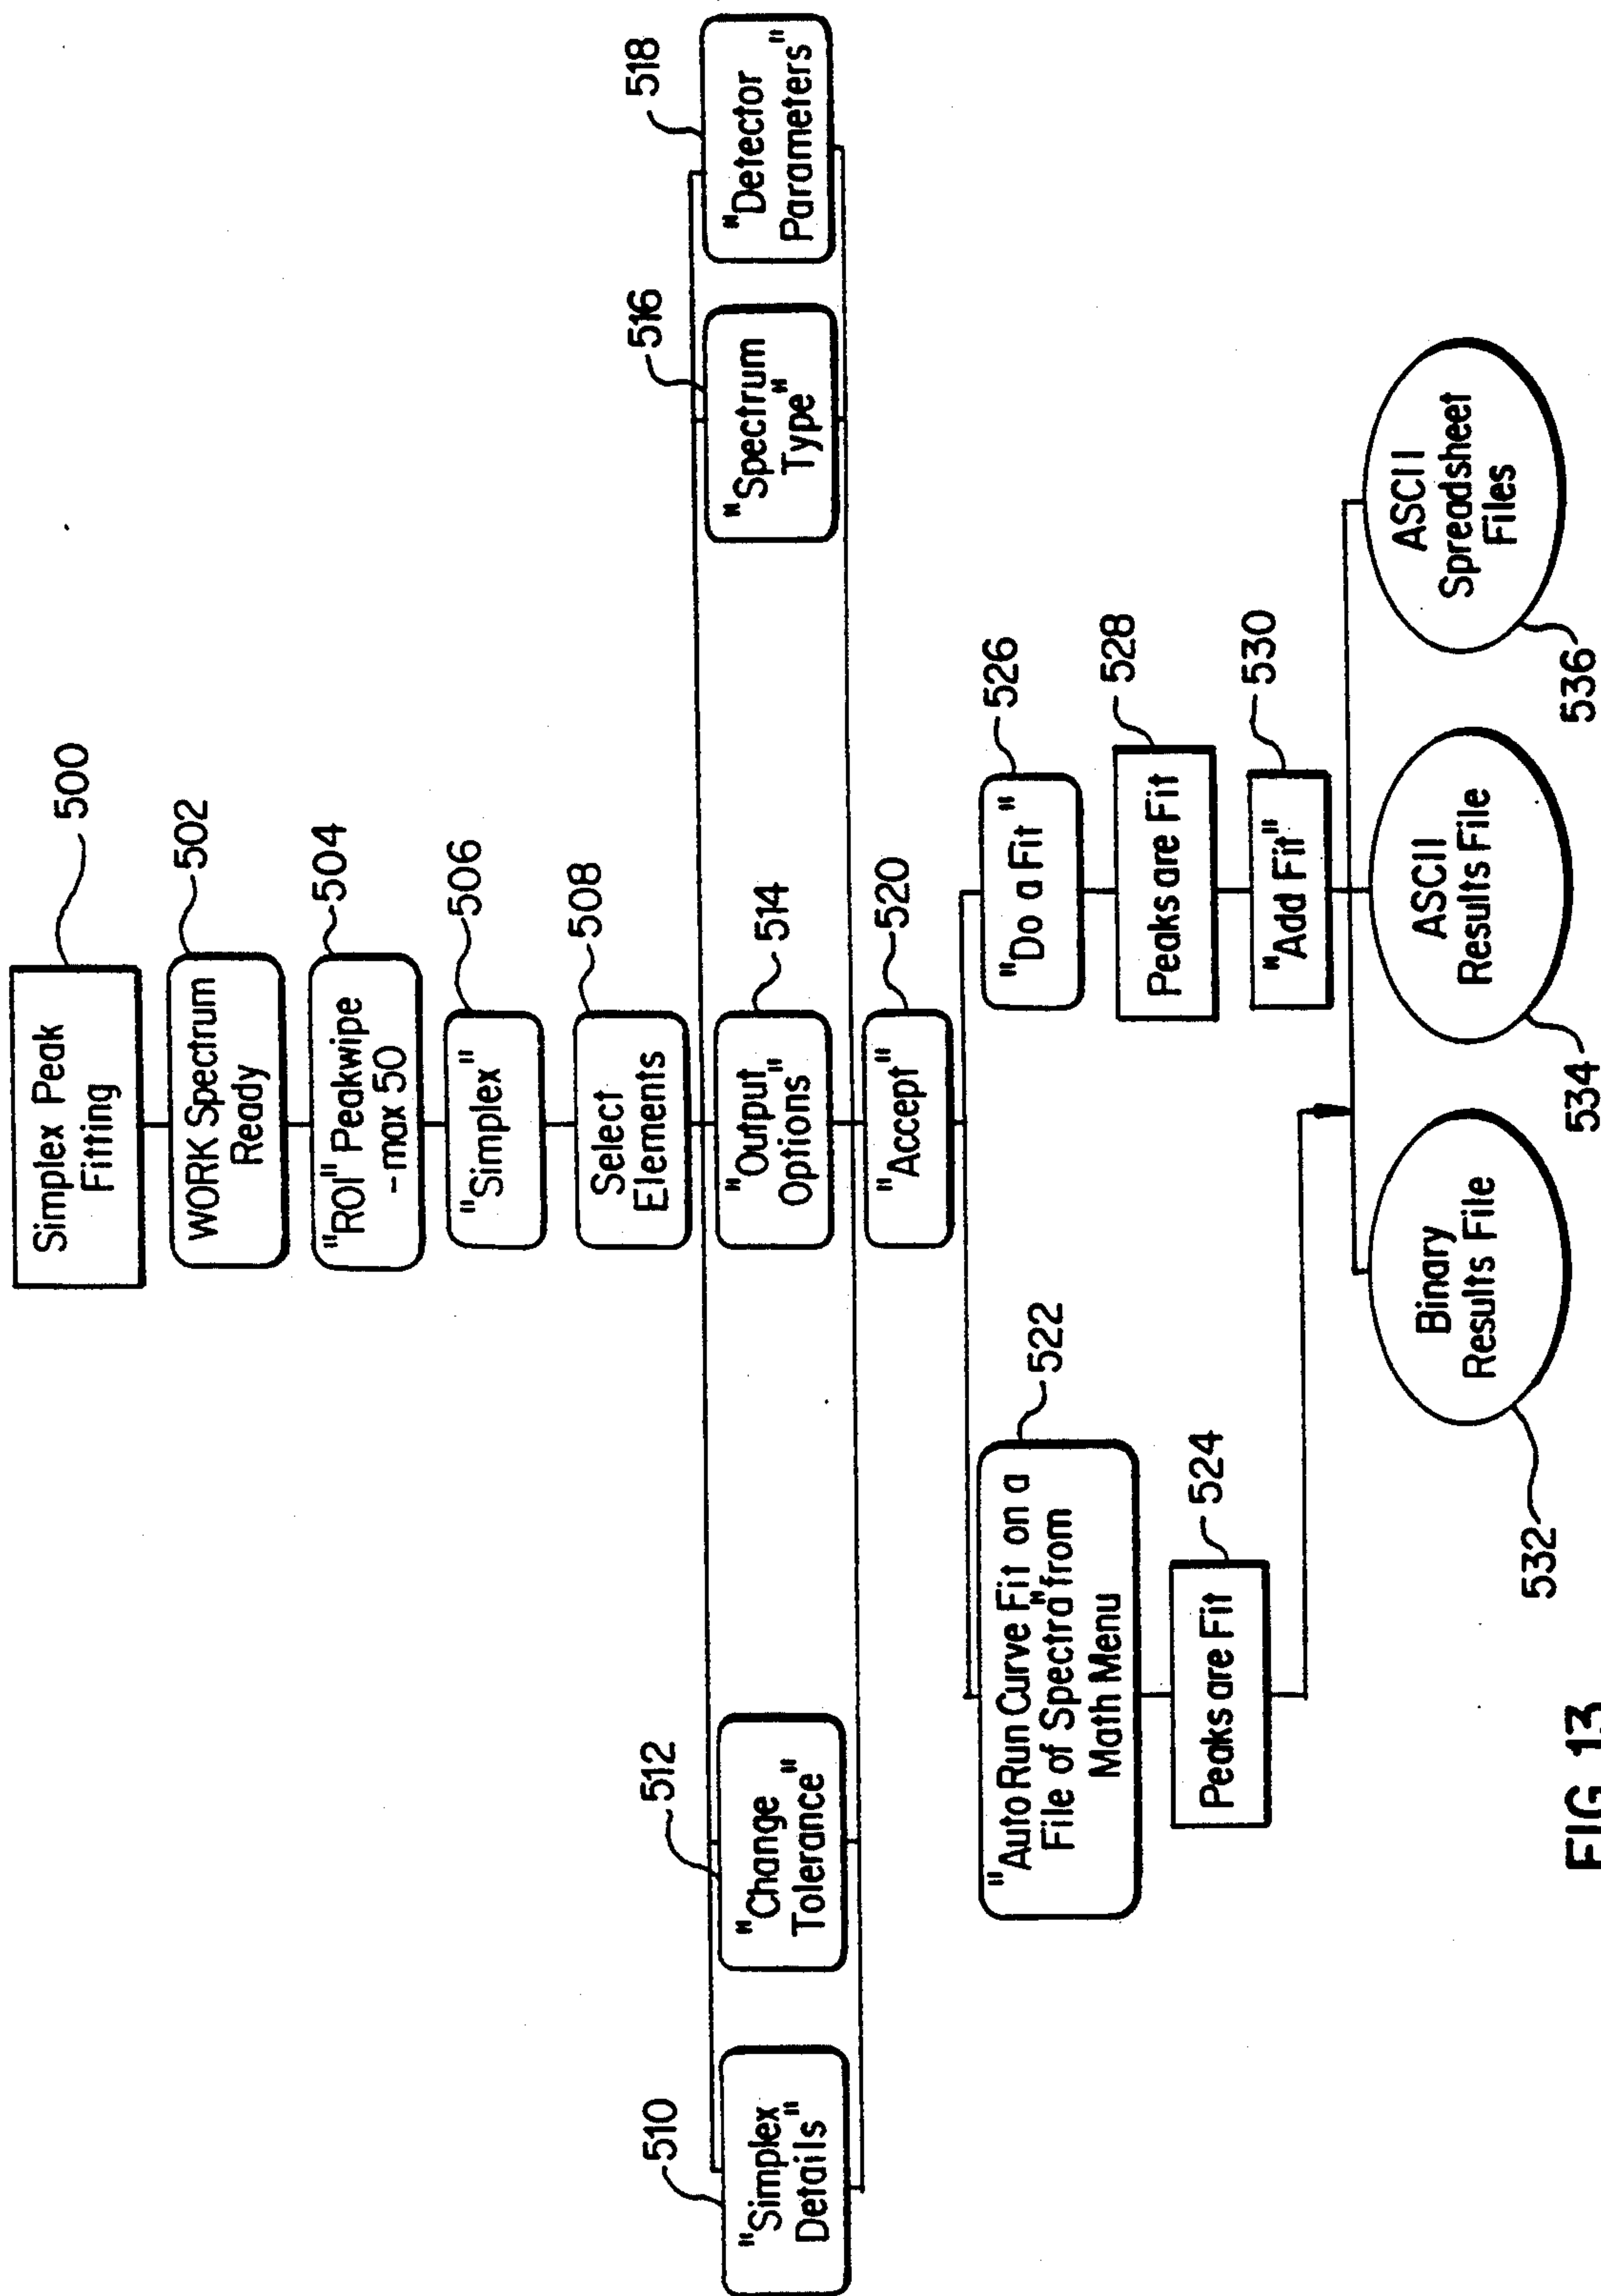 Simplex Peak
Fitting
500
WORK Spectrum
Ready
502
"ROI" Peakwipe
-max 50
504
"Simplex"
506
Select
Elements
508
"Simplex
Details"
510
"Change
Tolerance"
512
"Output
Options"
514
"Spectrum
Type"
516
"Detector
Parameters"
518
"Accept"
520
"Auto Run Curve Fit on a
File of Spectra" from
Math Menu
522
Peaks are Fit
524
"Do a Fit"
526
Peaks are Fit
528
"Add Fit"
530
Binary
Results File
532
ASCII
Results File
534
ASCII
Spreadsheet
Files
536
FIG. 13